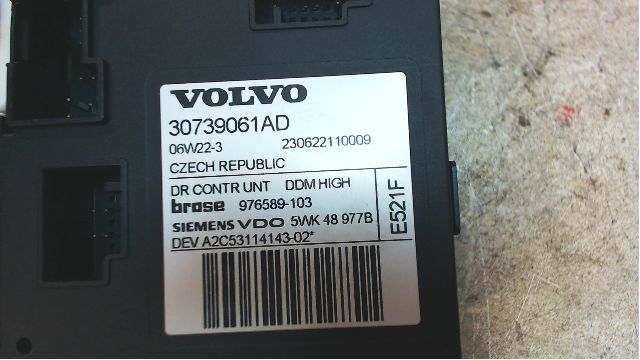 VOLVO
30739061AD
06W22-3 230622110009
CZECH REPUBLIC
DR CONTR UNT DDM HIGH
brose 976589-103
SIEMENS VDO 5WK 48 977B
DEV A2C53114143-02*
E521F